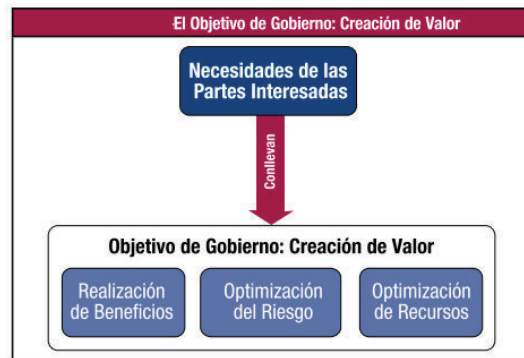 El Objetivo de Gobierno: Creación de Valor
Necesidades de las
Partes Interesadas
Conllevan
Objetivo de Gobierno: Creación de Valor
Realización
de Beneficios
Optimización
del Riesgo
Optimización
de Recursos